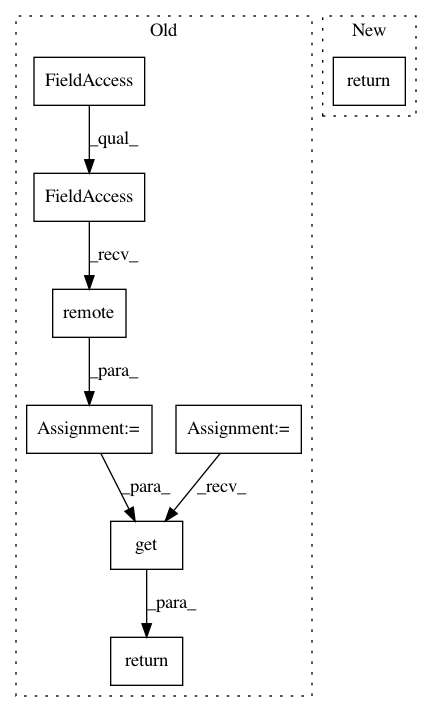 Old
New
FieldAccess
return
_qual_
FieldAccess
_recv_
remote
_para_
Assignment:=
Assignment:=
_para_
_recv_
get
_para_
return